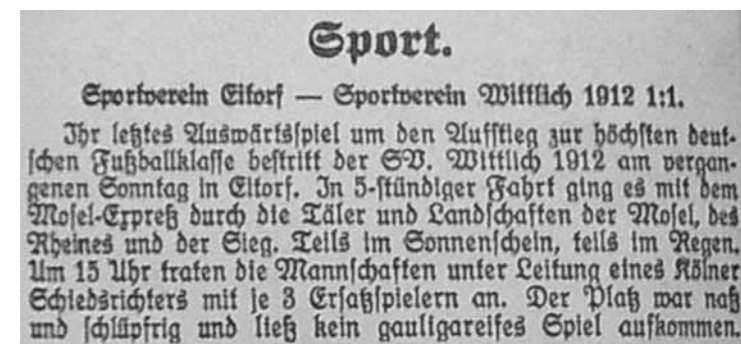 Sport.
Sportverein Eitorf — Sportverein Wittlich 1912 1:1.
Ihr letztes Auswärtsspiel um den Aufstieg zur höchsten deut-
schen Fußballklasse bestritt der SV. Wittlich 1912 am vergan-
genen Sonntag in Eitorf. In 5-stündiger Fahrt ging es mit dem
Mosel-Expreß durch die Täler und Landschaften der Mosel, des
Rheines und der Sieg. Teils im Sonnenschein, teils im Regen.
Um 15 Uhr traten die Mannschaften unter Leitung eines Kölner
Schiedsrichters mit je 3 Ersatzspielern an. Der Platz war naß
und schlüpfrig und ließ kein gauligareifes Spiel aufkommen.